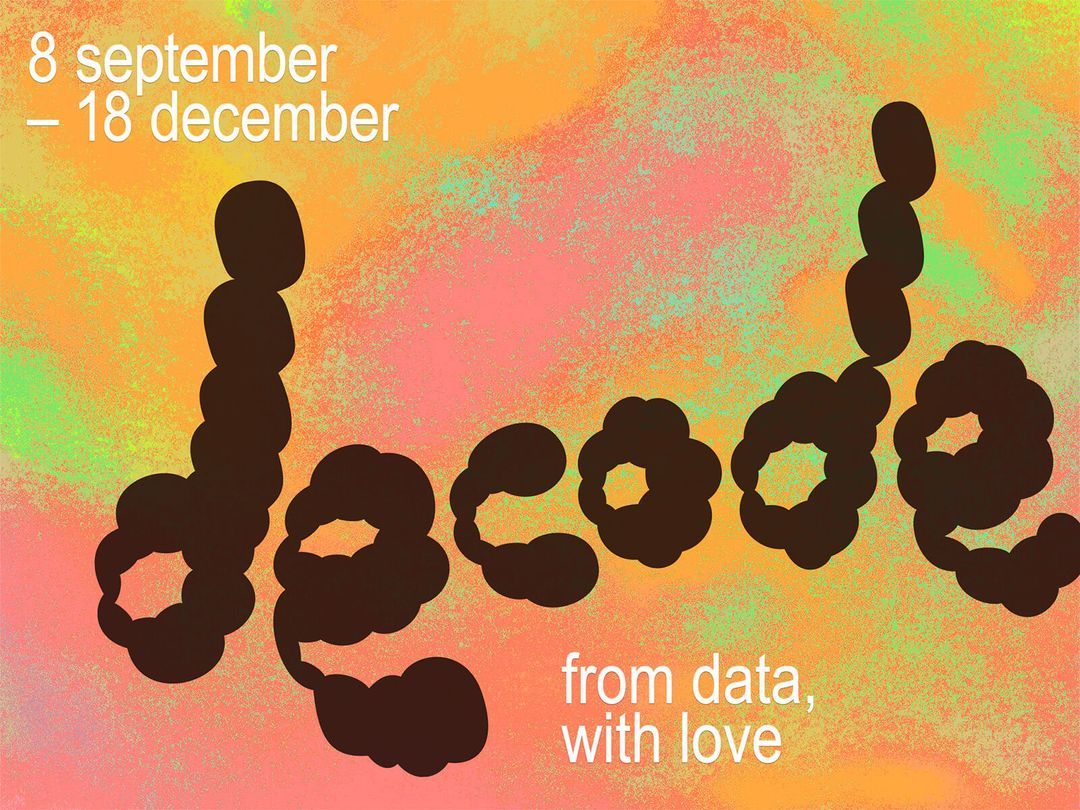 8 september
– 18 december
decode
from data,
with love